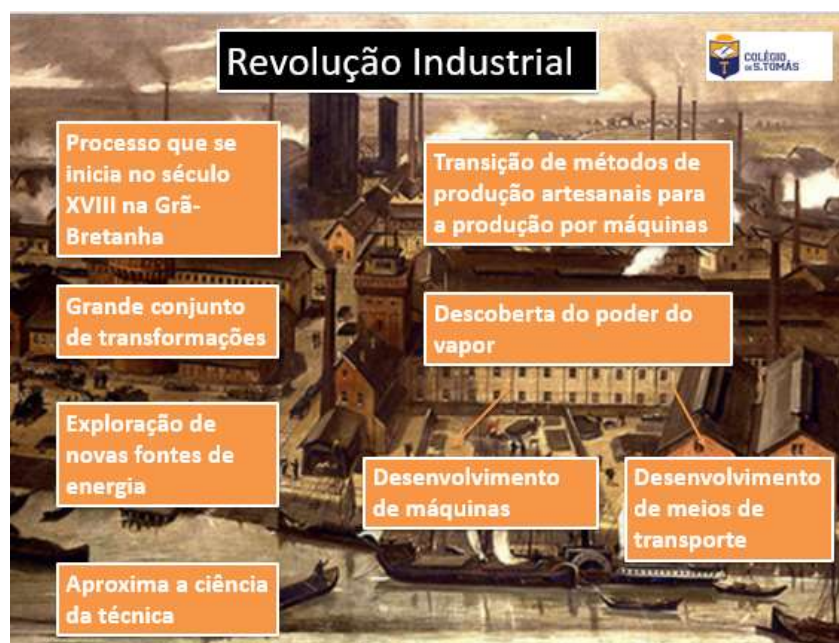 Revolução Industrial
COLÉGIO
DE S.TOMÁS
Processo que se
inicia no século
XVIII na Grã-
Bretanha
Grande conjunto
de transformações
Exploração de
novas fontes de
energia
Aproxima a ciência
da técnica
Transição de métodos de
produção artesanais para
a produção por máquinas
Descoberta do poder do
vapor
Desenvolvimento
de máquinas
Desenvolvimento
de meios de
transporte